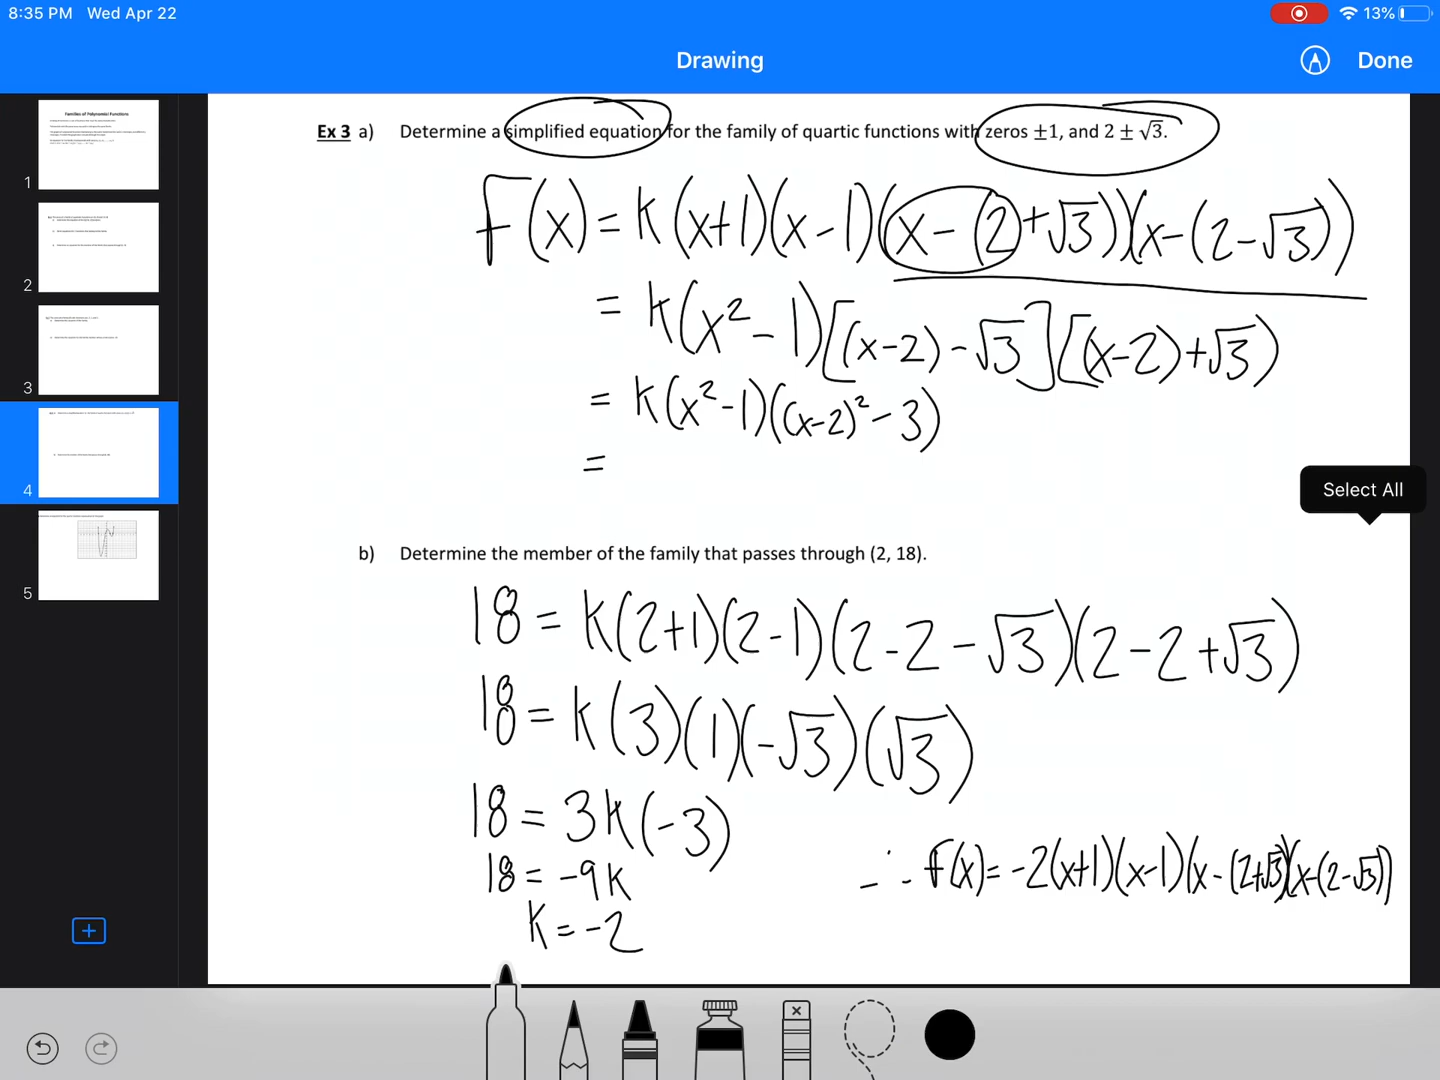 8:35 PM Wed Apr 22
13%
Drawing
Done
Families of Polynomial Functions
1
2
3
4
5
Ex 3 a) Determine a simplified equation for the family of quartic functions with zeros ±1, and 2 ± √3.
f(x) = k(x+1)(x-1)(x-(2+√3))(x-(2-√3))
= k(x²-1)[(x-2)-√3][(x-2)+√3)
= k(x²-1)((x-2)²-3)
=
Select All
b) Determine the member of the family that passes through (2, 18).
18 = k(2+1)(2-1)(2-2-√3)(2-2+√3)
18 = k(3)(1)(-√3)(√3)
18 = 3k(-3)
18 = -9k
k = -2
∴ f(x) = -2(x+1)(x-1)(x-(2+√3)(x-(2-√3))